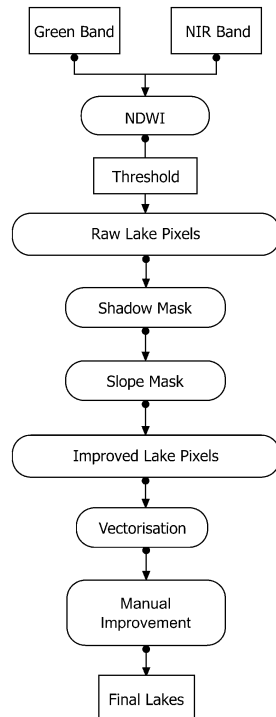 Green Band
NIR Band
NDWI
Threshold
Raw Lake Pixels
Shadow Mask
Slope Mask
Improved Lake Pixels
Vectorisation
Manual
Improvement
Final Lakes